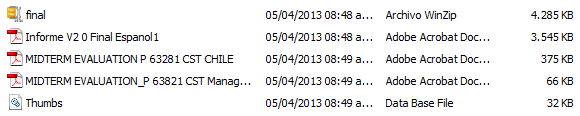 final 05/04/2013 08:48 a... Archivo WinZip 4.285 KB
Informe V2 0 Final Espanol1 05/04/2013 08:48 a... Adobe Acrobat Doc... 3.545 KB
MIDTERM EVALUATION P 63281 CST CHILE 05/04/2013 08:49 a... Adobe Acrobat Doc... 375 KB
MIDTERM EVALUATION_P 63821 CST Manag... 05/04/2013 08:49 a... Adobe Acrobat Doc... 66 KB
Thumbs 05/04/2013 08:49 a... Data Base File 32 KB